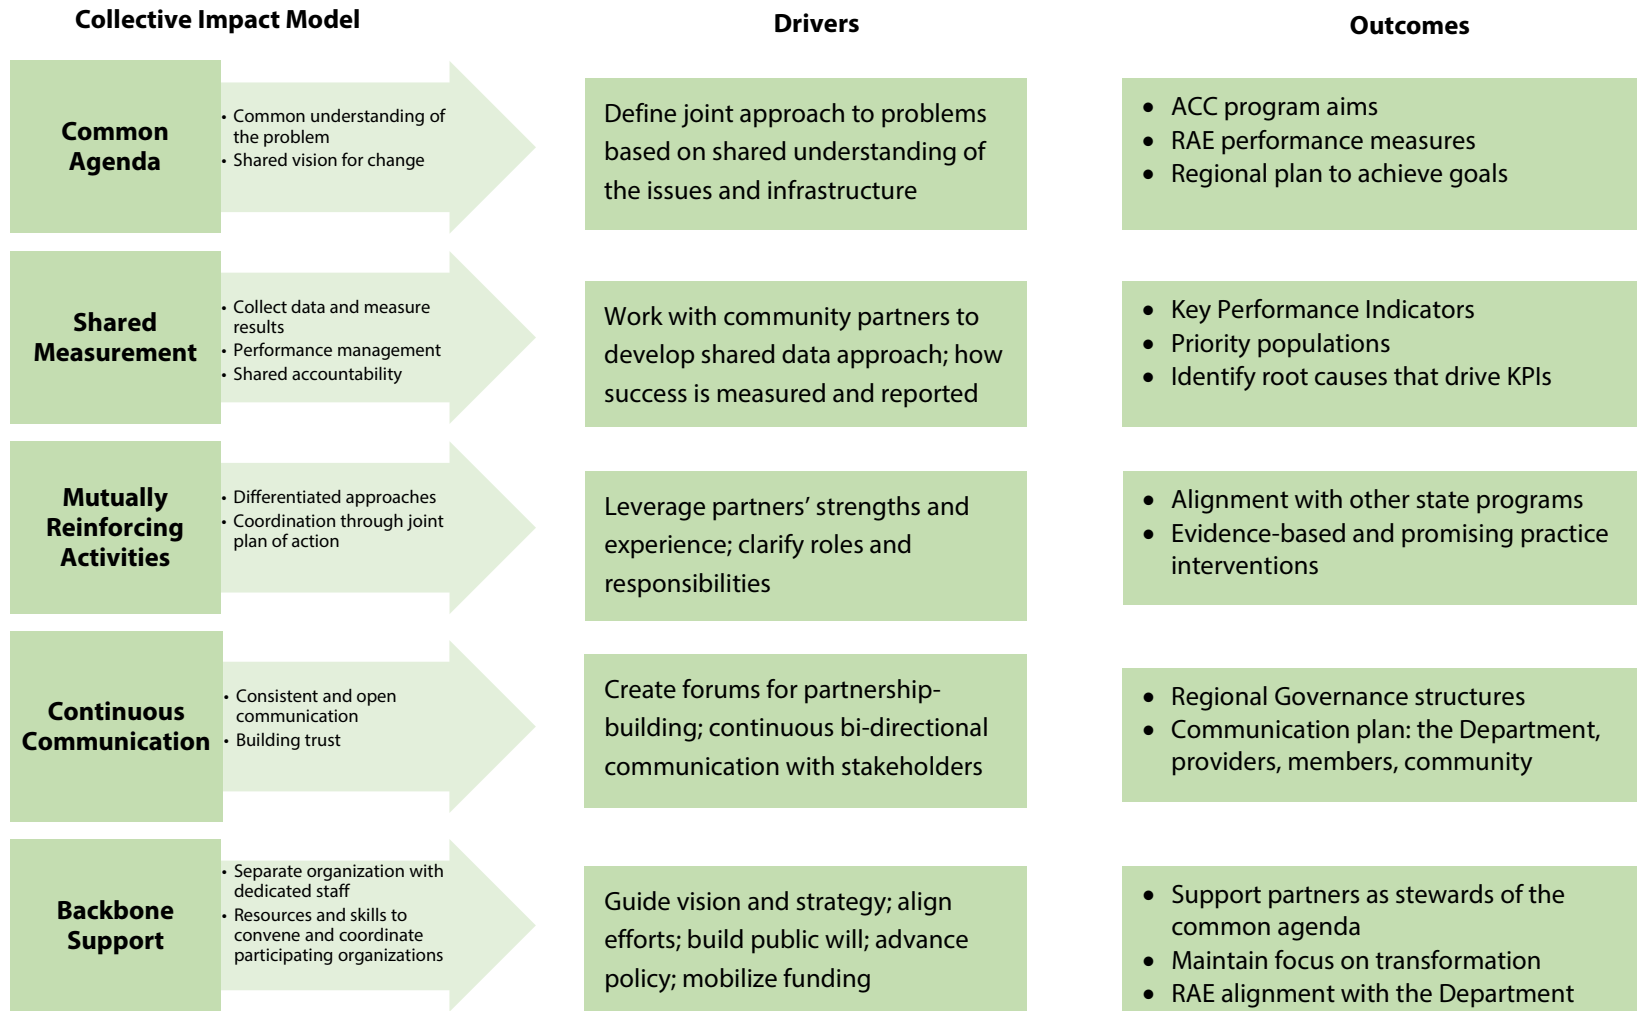 Collective Impact Model
Drivers
Outcomes
Common
Agenda
• Common understanding of
the problem
• Shared vision for change
Define joint approach to problems
based on shared understanding of
the issues and infrastructure
• ACC program aims
• RAE performance measures
• Regional plan to achieve goals
Shared
Measurement
• Collect data and measure
results
• Performance management
• Shared accountability
Work with community partners to
develop shared data approach; how
success is measured and reported
• Key Performance Indicators
• Priority populations
• Identify root causes that drive KPIs
Mutually
Reinforcing
Activities
• Differentiated approaches
• Coordination through joint
plan of action
Leverage partners’ strengths and
experience; clarify roles and
responsibilities
• Alignment with other state programs
• Evidence-based and promising practice
interventions
Continuous
Communication
• Consistent and open
communication
• Building trust
Create forums for partnership-
building; continuous bi-directional
communication with stakeholders
• Regional Governance structures
• Communication plan: the Department,
providers, members, community
Backbone
Support
• Separate organization with
dedicated staff
• Resources and skills to
convene and coordinate
participating organizations
Guide vision and strategy; align
efforts; build public will; advance
policy; mobilize funding
• Support partners as stewards of the
common agenda
• Maintain focus on transformation
• RAE alignment with the Department